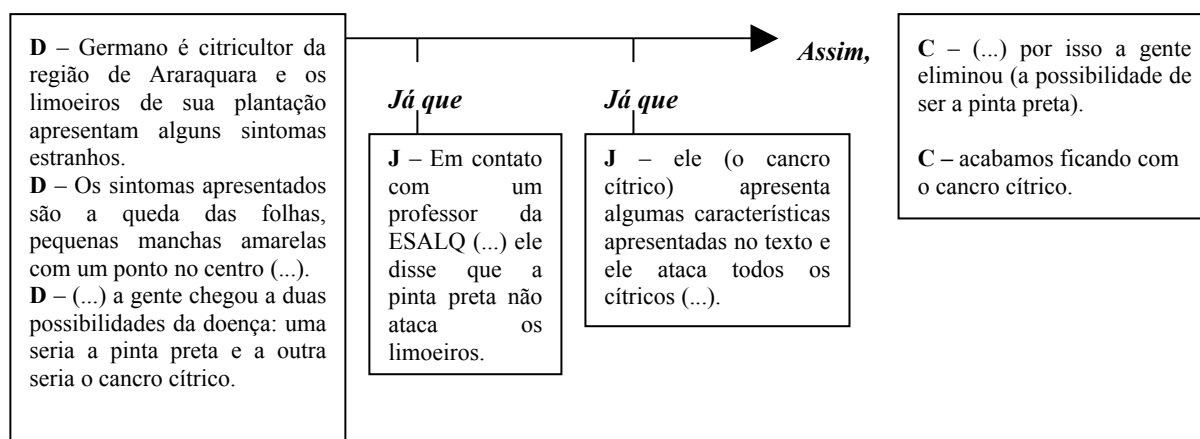 D – Germano é citricultor da
região de Araraquara e os
limoeiros de sua plantação
apresentam alguns sintomas
estranhos.
D – Os sintomas apresentados
são a queda das folhas,
pequenas manchas amarelas
com um ponto no centro (...).
D – (...) a gente chegou a duas
possibilidades da doença: uma
seria a pinta preta e a outra
seria o cancro cítrico.
Já que
J – Em contato
com um
professor da
ESALQ (...) ele
disse que a
pinta preta não
ataca os
limoeiros.
Já que
J – ele (o cancro
cítrico) apresenta
algumas características
apresentadas no texto e
ele ataca todos os
cítricos (...).
Assim,
C – (...) por isso a gente
eliminou (a possibilidade de
ser a pinta preta).
C – acabamos ficando com
o cancro cítrico.